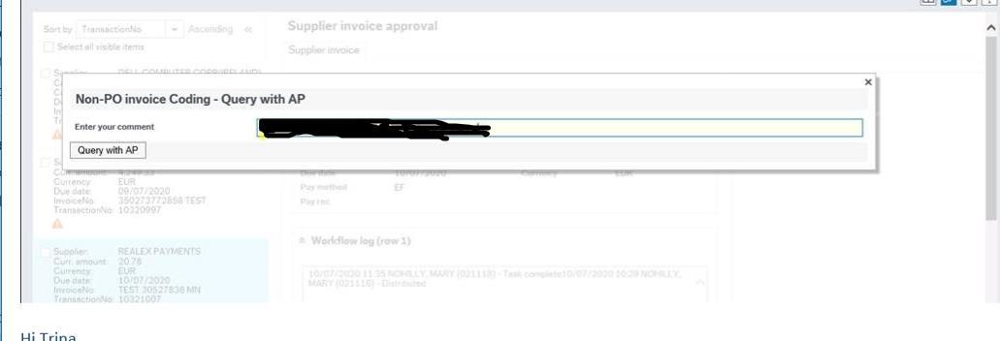 Sort by TransactionNo Ascending «
Select all visible items
Supplier invoice approval
Supplier invoice
Supplier: DELL COMPUTER CORP(IRELAND)
Non-PO invoice Coding - Query with AP
Enter your comment
Query with AP
Curr. amount: 4,249.33
Currency: EUR
Due date: 09/07/2020
InvoiceNo: 350273772858 TEST
TransactionNo: 10320997
Due date 10/07/2020 Currency EUR
Pay method EF
Pay rec
Workflow log (row 1)
Supplier: REALEX PAYMENTS
Curr. amount: 20.78
Currency: EUR
Due date: 10/07/2020
InvoiceNo: TEST 30527836 MN
TransactionNo: 10321007
10/07/2020 11:35 NOHILLY, MARY (021118) - Task complete10/07/2020 10:29 NOHILLY,
MARY (021118) - Distributed
Hi Trina